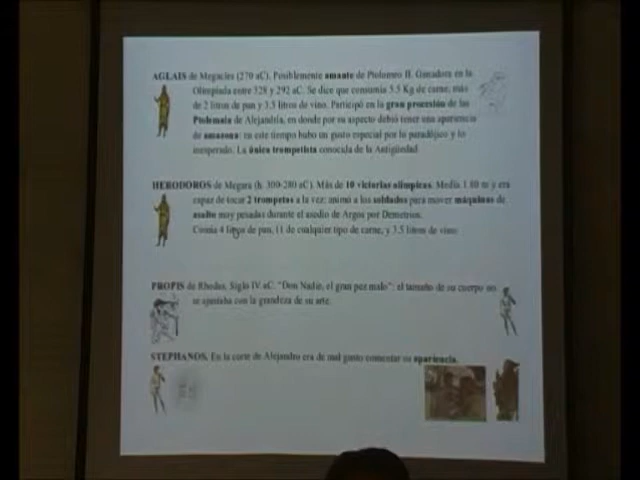 AGLAIS de Megacles (270 aC). Posiblemente amante de Ptolomeo II. Ganadora en la
Olimpiada entre 328 y 292 aC. Se dice que consumía 5.5 Kg de carne, más
de 2 litros de pan y 3.5 litros de vino. Participó en la gran procesión de los
Ptolemaia de Alejandría, en donde por su aspecto debió tener una apariencia
de amazona: en este tiempo hubo un gusto especial por lo paradójico y lo
inesperado. La única trompetista conocida de la Antigüedad.
HERODOROS de Megara (h. 300-280 aC). Más de 10 victorias olímpicas. Medía 1.80 m y era
capaz de tocar 2 trompetas a la vez: animó a los soldados para mover máquinas de
asalto muy pesadas durante el asedio de Argos por Demetrios.
Comía 4 litros de pan, 11 de cualquier tipo de carne, y 3.5 litros de vino.
PROPIS de Rhodas, Siglo IV aC. "Don Nadie, el gran pez malo": el tamaño de su cuerpo no
se ajustaba con la grandeza de su arte.
STEPHANOS. En la corte de Alejandro era de mal gusto comentar su apariencia.